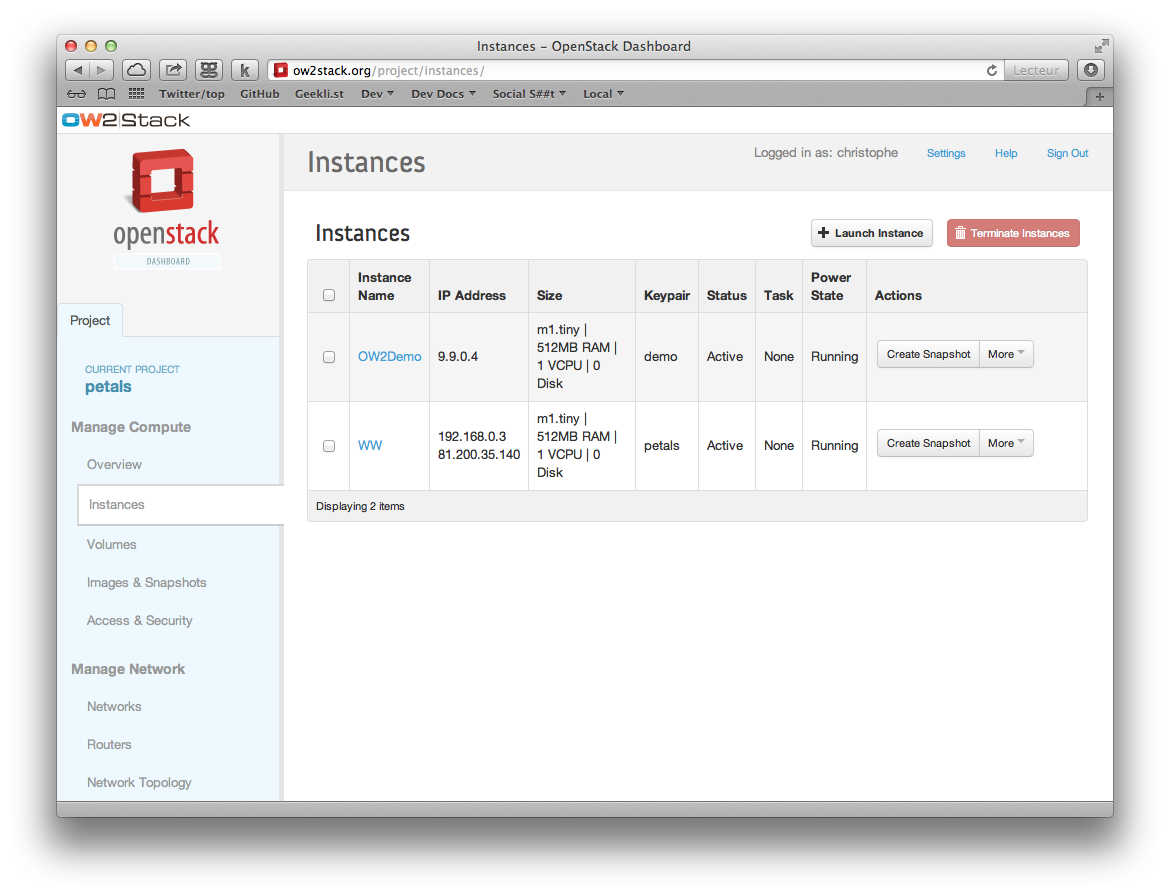 Instances – OpenStack Dashboard
ow2stack.org/project/instances/
Lecteur
Twitter/top GitHub Geekli.st Dev Dev Docs Social S##t Local
OW2 Stack
openstack
DASHBOARD
Project
CURRENT PROJECT
petals
Manage Compute
Overview
Instances
Volumes
Images & Snapshots
Access & Security
Manage Network
Networks
Routers
Network Topology
Instances
Logged in as: christophe Settings Help Sign Out
Instances
Launch Instance Terminate Instances
Instance Name IP Address Size Keypair Status Task Power State Actions
OW2Demo 9.9.0.4 m1.tiny | 512MB RAM | 1 VCPU | 0 Disk demo Active None Running Create Snapshot More
WW 192.168.0.3 81.200.35.140 m1.tiny | 512MB RAM | 1 VCPU | 0 Disk petals Active None Running Create Snapshot More
Displaying 2 items